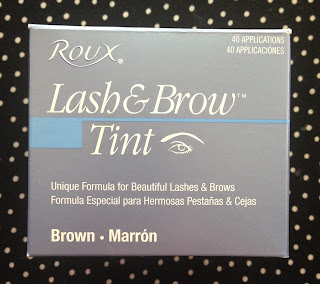 ROUX®
40 APPLICATIONS
40 APPLICACIÓNES
Lash & Brow™
Tint
Unique Formula for Beautiful Lashes & Brows
Formula Especial para Hermosas Pestañas & Cejas
Brown • Marrón